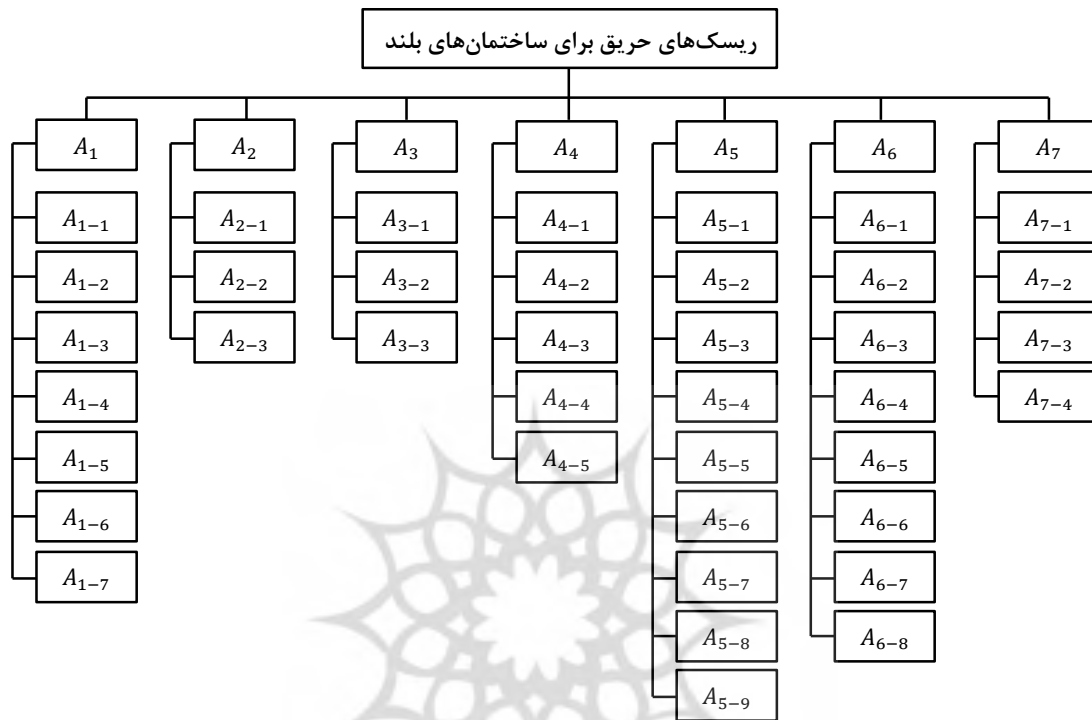 ریسک‌های حریق برای ساختمان‌های بلند
A₁ A₂ A₃ A₄ A₅ A₆ A₇
A₁₋₁ A₂₋₁ A₃₋₁ A₄₋₁ A₅₋₁ A₆₋₁ A₇₋₁
A₁₋₂ A₂₋₂ A₃₋₂ A₄₋₂ A₅₋₂ A₆₋₂ A₇₋₂
A₁₋₃ A₂₋₃ A₃₋₃ A₄₋₃ A₅₋₃ A₆₋₃ A₇₋₃
A₁₋₄ A₄₋₄ A₅₋₄ A₆₋₄ A₇₋₄
A₁₋₅ A₄₋₅ A₅₋₅ A₆₋₅
A₁₋₆ A₅₋₆ A₆₋₆
A₁₋₇ A₅₋₇ A₆₋₇
A₅₋₈ A₆₋₈
A₅₋₉